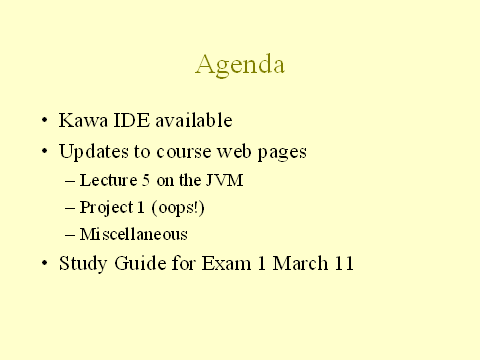 Agenda
• Kawa IDE available
• Updates to course web pages
– Lecture 5 on the JVM
– Project 1 (oops!)
– Miscellaneous
• Study Guide for Exam 1 March 11